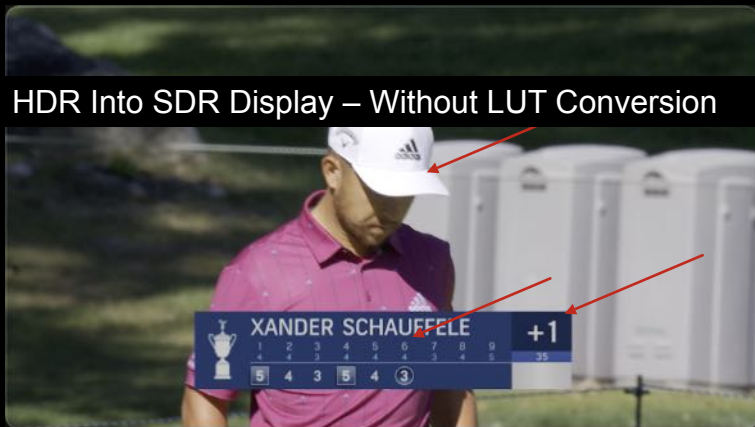 HDR Into SDR Display – Without LUT Conversion
adidas
XANDER SCHAUFFELE
+1
1 2 3 4 5 6 7 8 9
4 4 3 4 4 4 3 4 5
35
5 4 3 5 4 3